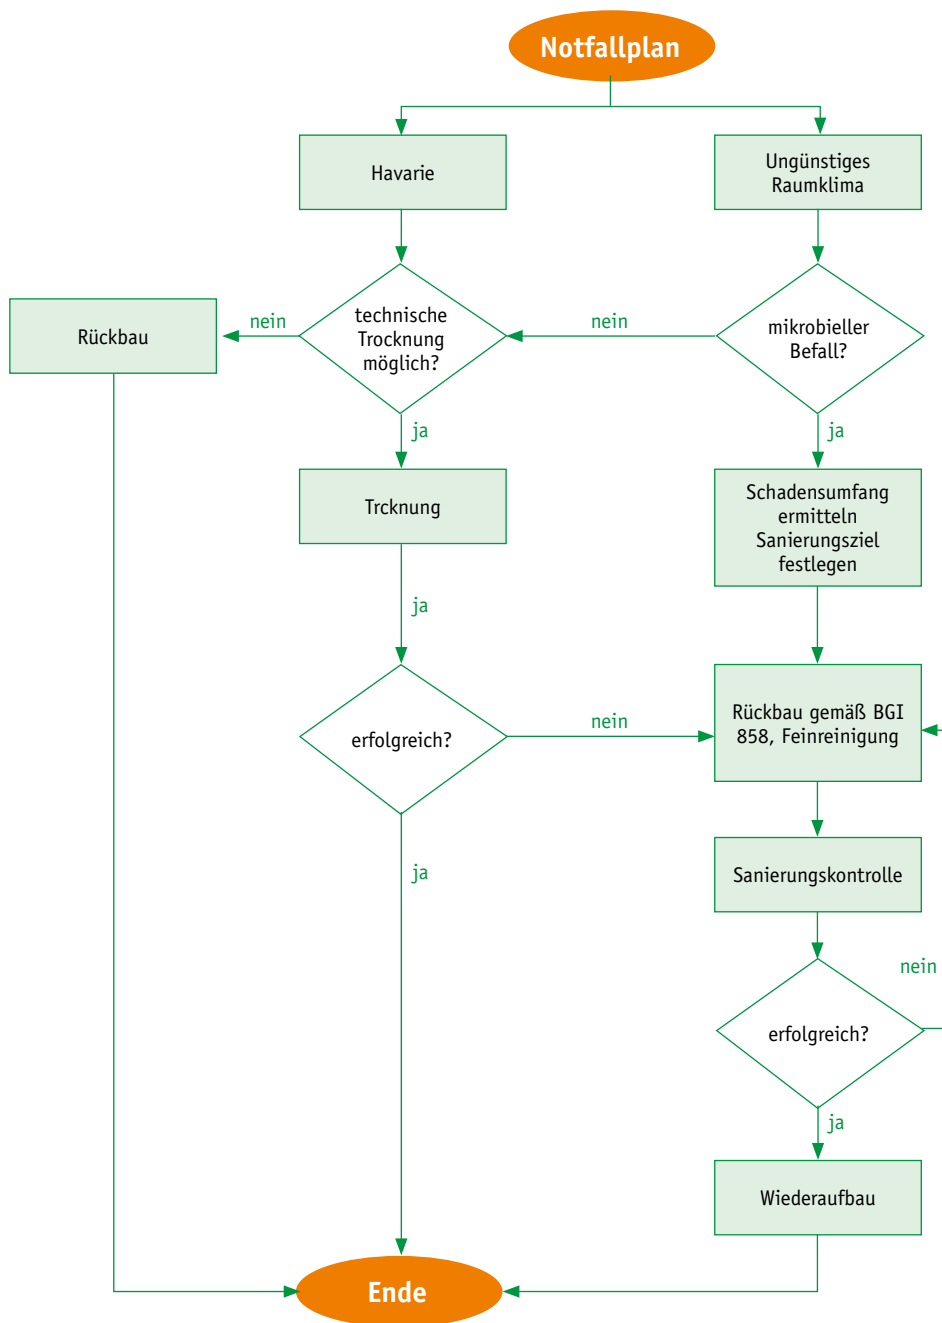 Notfallplan
Havarie
Ungünstiges
Raumklima
Rückbau
nein
technische
Trocknung
möglich?
nein
mikrobieller
Befall?
ja
ja
Trcknung
Schadensumfang
ermitteln
Sanierungsziel
festlegen
ja
erfolgreich?
nein
Rückbau gemäß BGI
858, Feinreinigung
ja
Sanierungskontrolle
nein
erfolgreich?
ja
Wiederaufbau
Ende